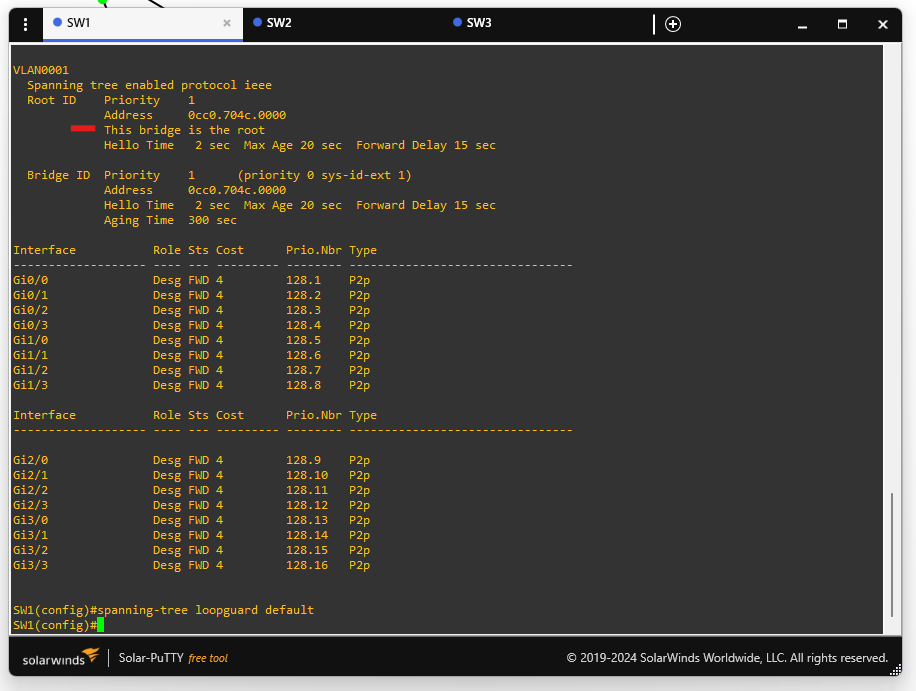 SW1 × SW2 SW3
VLAN0001
Spanning tree enabled protocol ieee
Root ID Priority 1
Address 0cc0.704c.0000
This bridge is the root
Hello Time 2 sec Max Age 20 sec Forward Delay 15 sec
Bridge ID Priority 1 (priority 0 sys-id-ext 1)
Address 0cc0.704c.0000
Hello Time 2 sec Max Age 20 sec Forward Delay 15 sec
Aging Time 300 sec
Interface Role Sts Cost Prio.Nbr Type
------------------- ---- --- --------- -------- --------------------------------
Gi0/0 Desg FWD 4 128.1 P2p
Gi0/1 Desg FWD 4 128.2 P2p
Gi0/2 Desg FWD 4 128.3 P2p
Gi0/3 Desg FWD 4 128.4 P2p
Gi1/0 Desg FWD 4 128.5 P2p
Gi1/1 Desg FWD 4 128.6 P2p
Gi1/2 Desg FWD 4 128.7 P2p
Gi1/3 Desg FWD 4 128.8 P2p
Interface Role Sts Cost Prio.Nbr Type
------------------- ---- --- --------- -------- --------------------------------
Gi2/0 Desg FWD 4 128.9 P2p
Gi2/1 Desg FWD 4 128.10 P2p
Gi2/2 Desg FWD 4 128.11 P2p
Gi2/3 Desg FWD 4 128.12 P2p
Gi3/0 Desg FWD 4 128.13 P2p
Gi3/1 Desg FWD 4 128.14 P2p
Gi3/2 Desg FWD 4 128.15 P2p
Gi3/3 Desg FWD 4 128.16 P2p
SW1(config)#spanning-tree loopguard default
SW1(config)#
solarwinds Solar-PuTTY free tool © 2019-2024 SolarWinds Worldwide, LLC. All rights reserved.